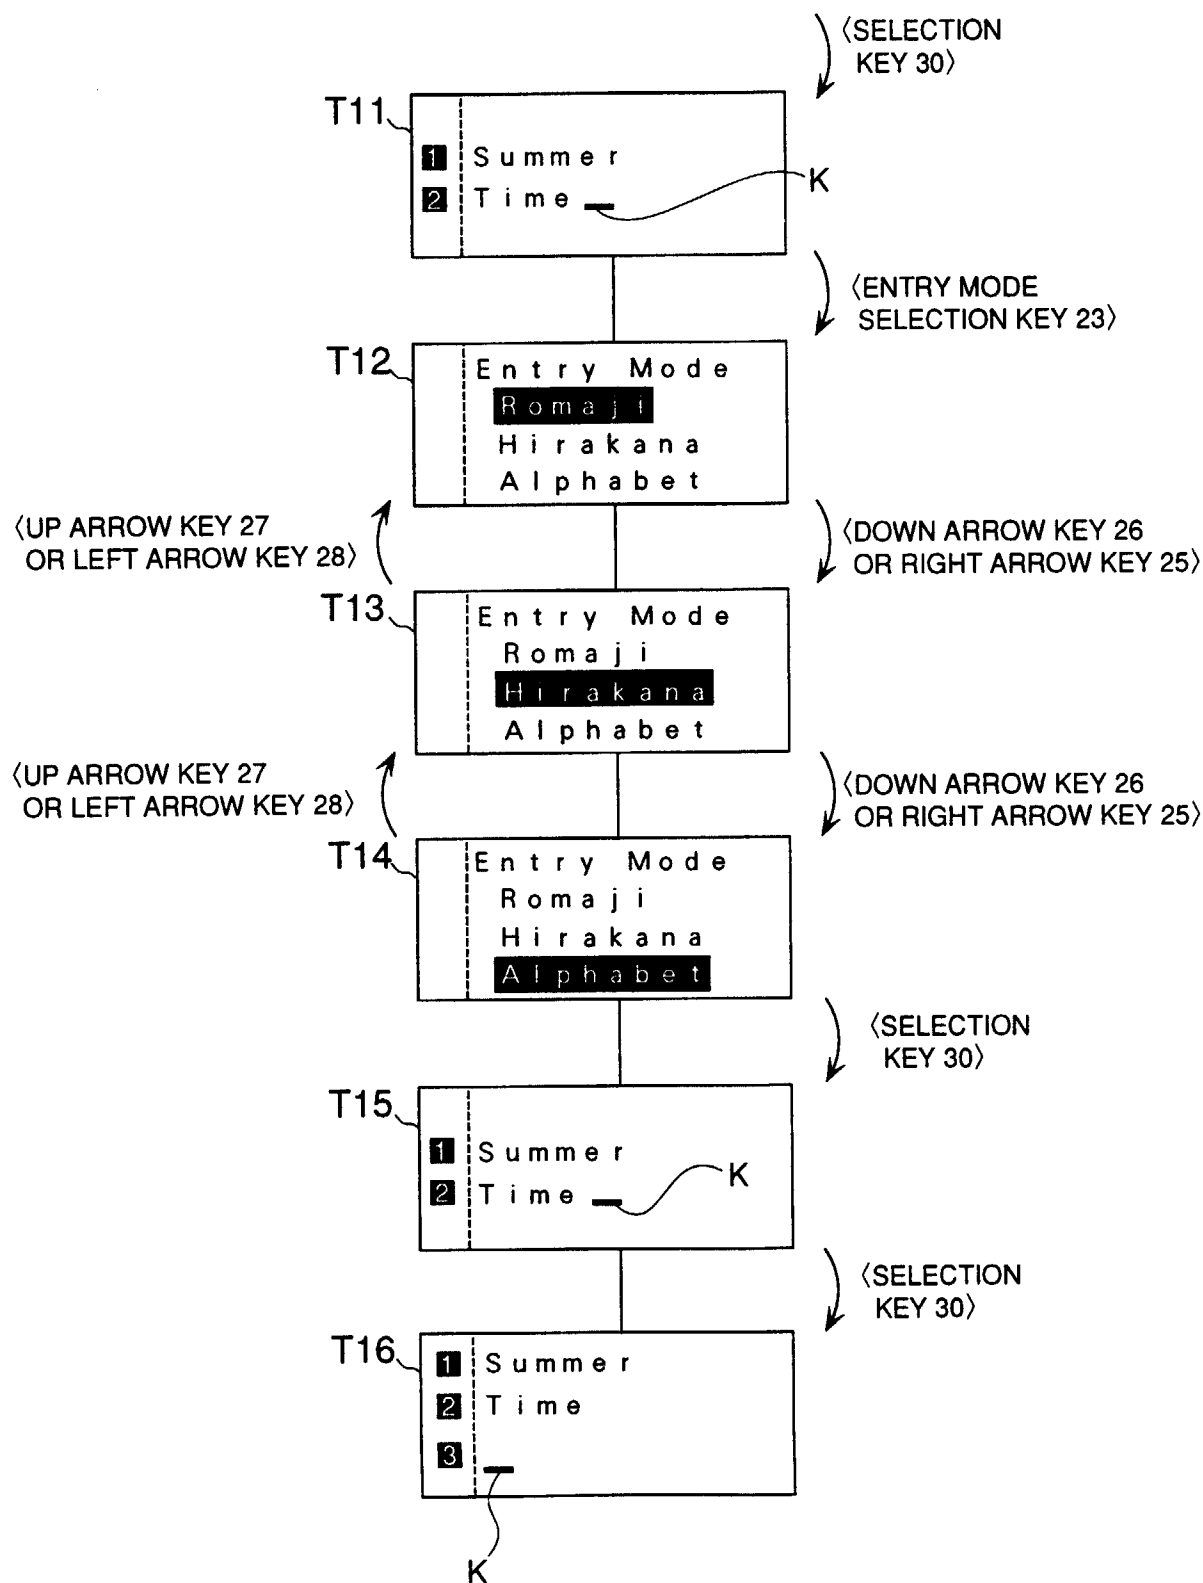 〈SELECTION
KEY 30〉
T11
1 Summer
2 Time
K
〈ENTRY MODE
SELECTION KEY 23〉
T12
Entry Mode
Romaji
Hirakana
Alphabet
〈UP ARROW KEY 27
OR LEFT ARROW KEY 28〉
〈DOWN ARROW KEY 26
OR RIGHT ARROW KEY 25〉
T13
Entry Mode
Romaji
Hirakana
Alphabet
〈UP ARROW KEY 27
OR LEFT ARROW KEY 28〉
〈DOWN ARROW KEY 26
OR RIGHT ARROW KEY 25〉
T14
Entry Mode
Romaji
Hirakana
Alphabet
〈SELECTION
KEY 30〉
T15
1 Summer
2 Time
K
〈SELECTION
KEY 30〉
T16
1 Summer
2 Time
3
K